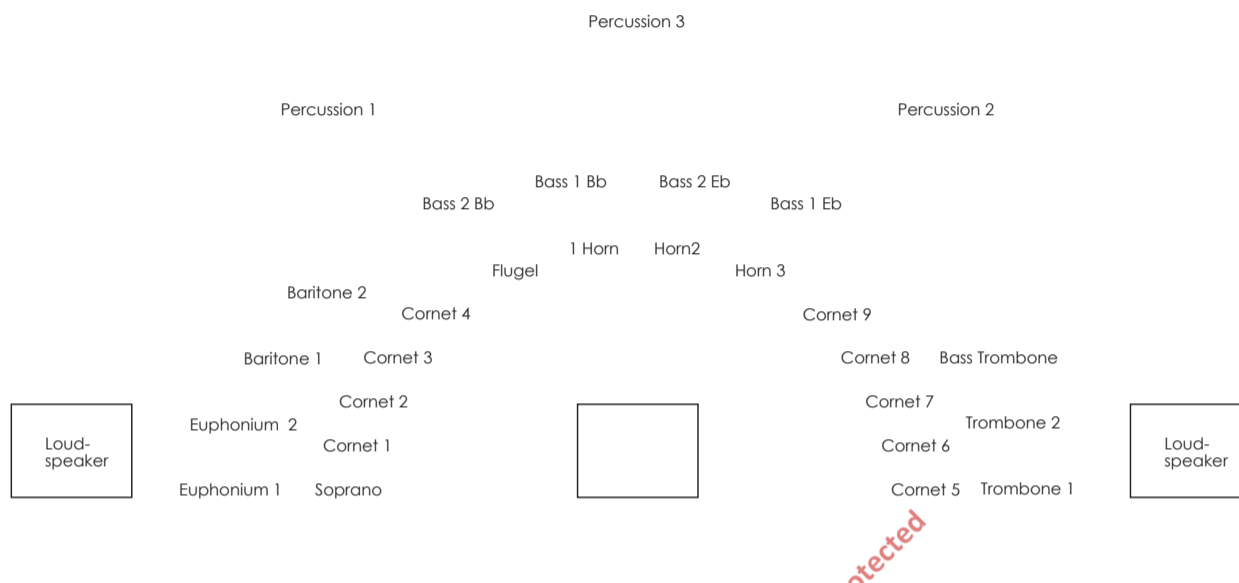 Percussion 3
Percussion 1
Percussion 2
Bass 1 Bb
Bass 2 Eb
Bass 2 Bb
Bass 1 Eb
1 Horn
Horn2
Flugel
Horn 3
Baritone 2
Cornet 4
Cornet 9
Baritone 1
Cornet 3
Cornet 8
Bass Trombone
Cornet 2
Cornet 7
Euphonium 2
Trombone 2
Loud-
speaker
Cornet 1
Cornet 6
Loud-
speaker
Euphonium 1
Soprano
Cornet 5
Trombone 1
otected